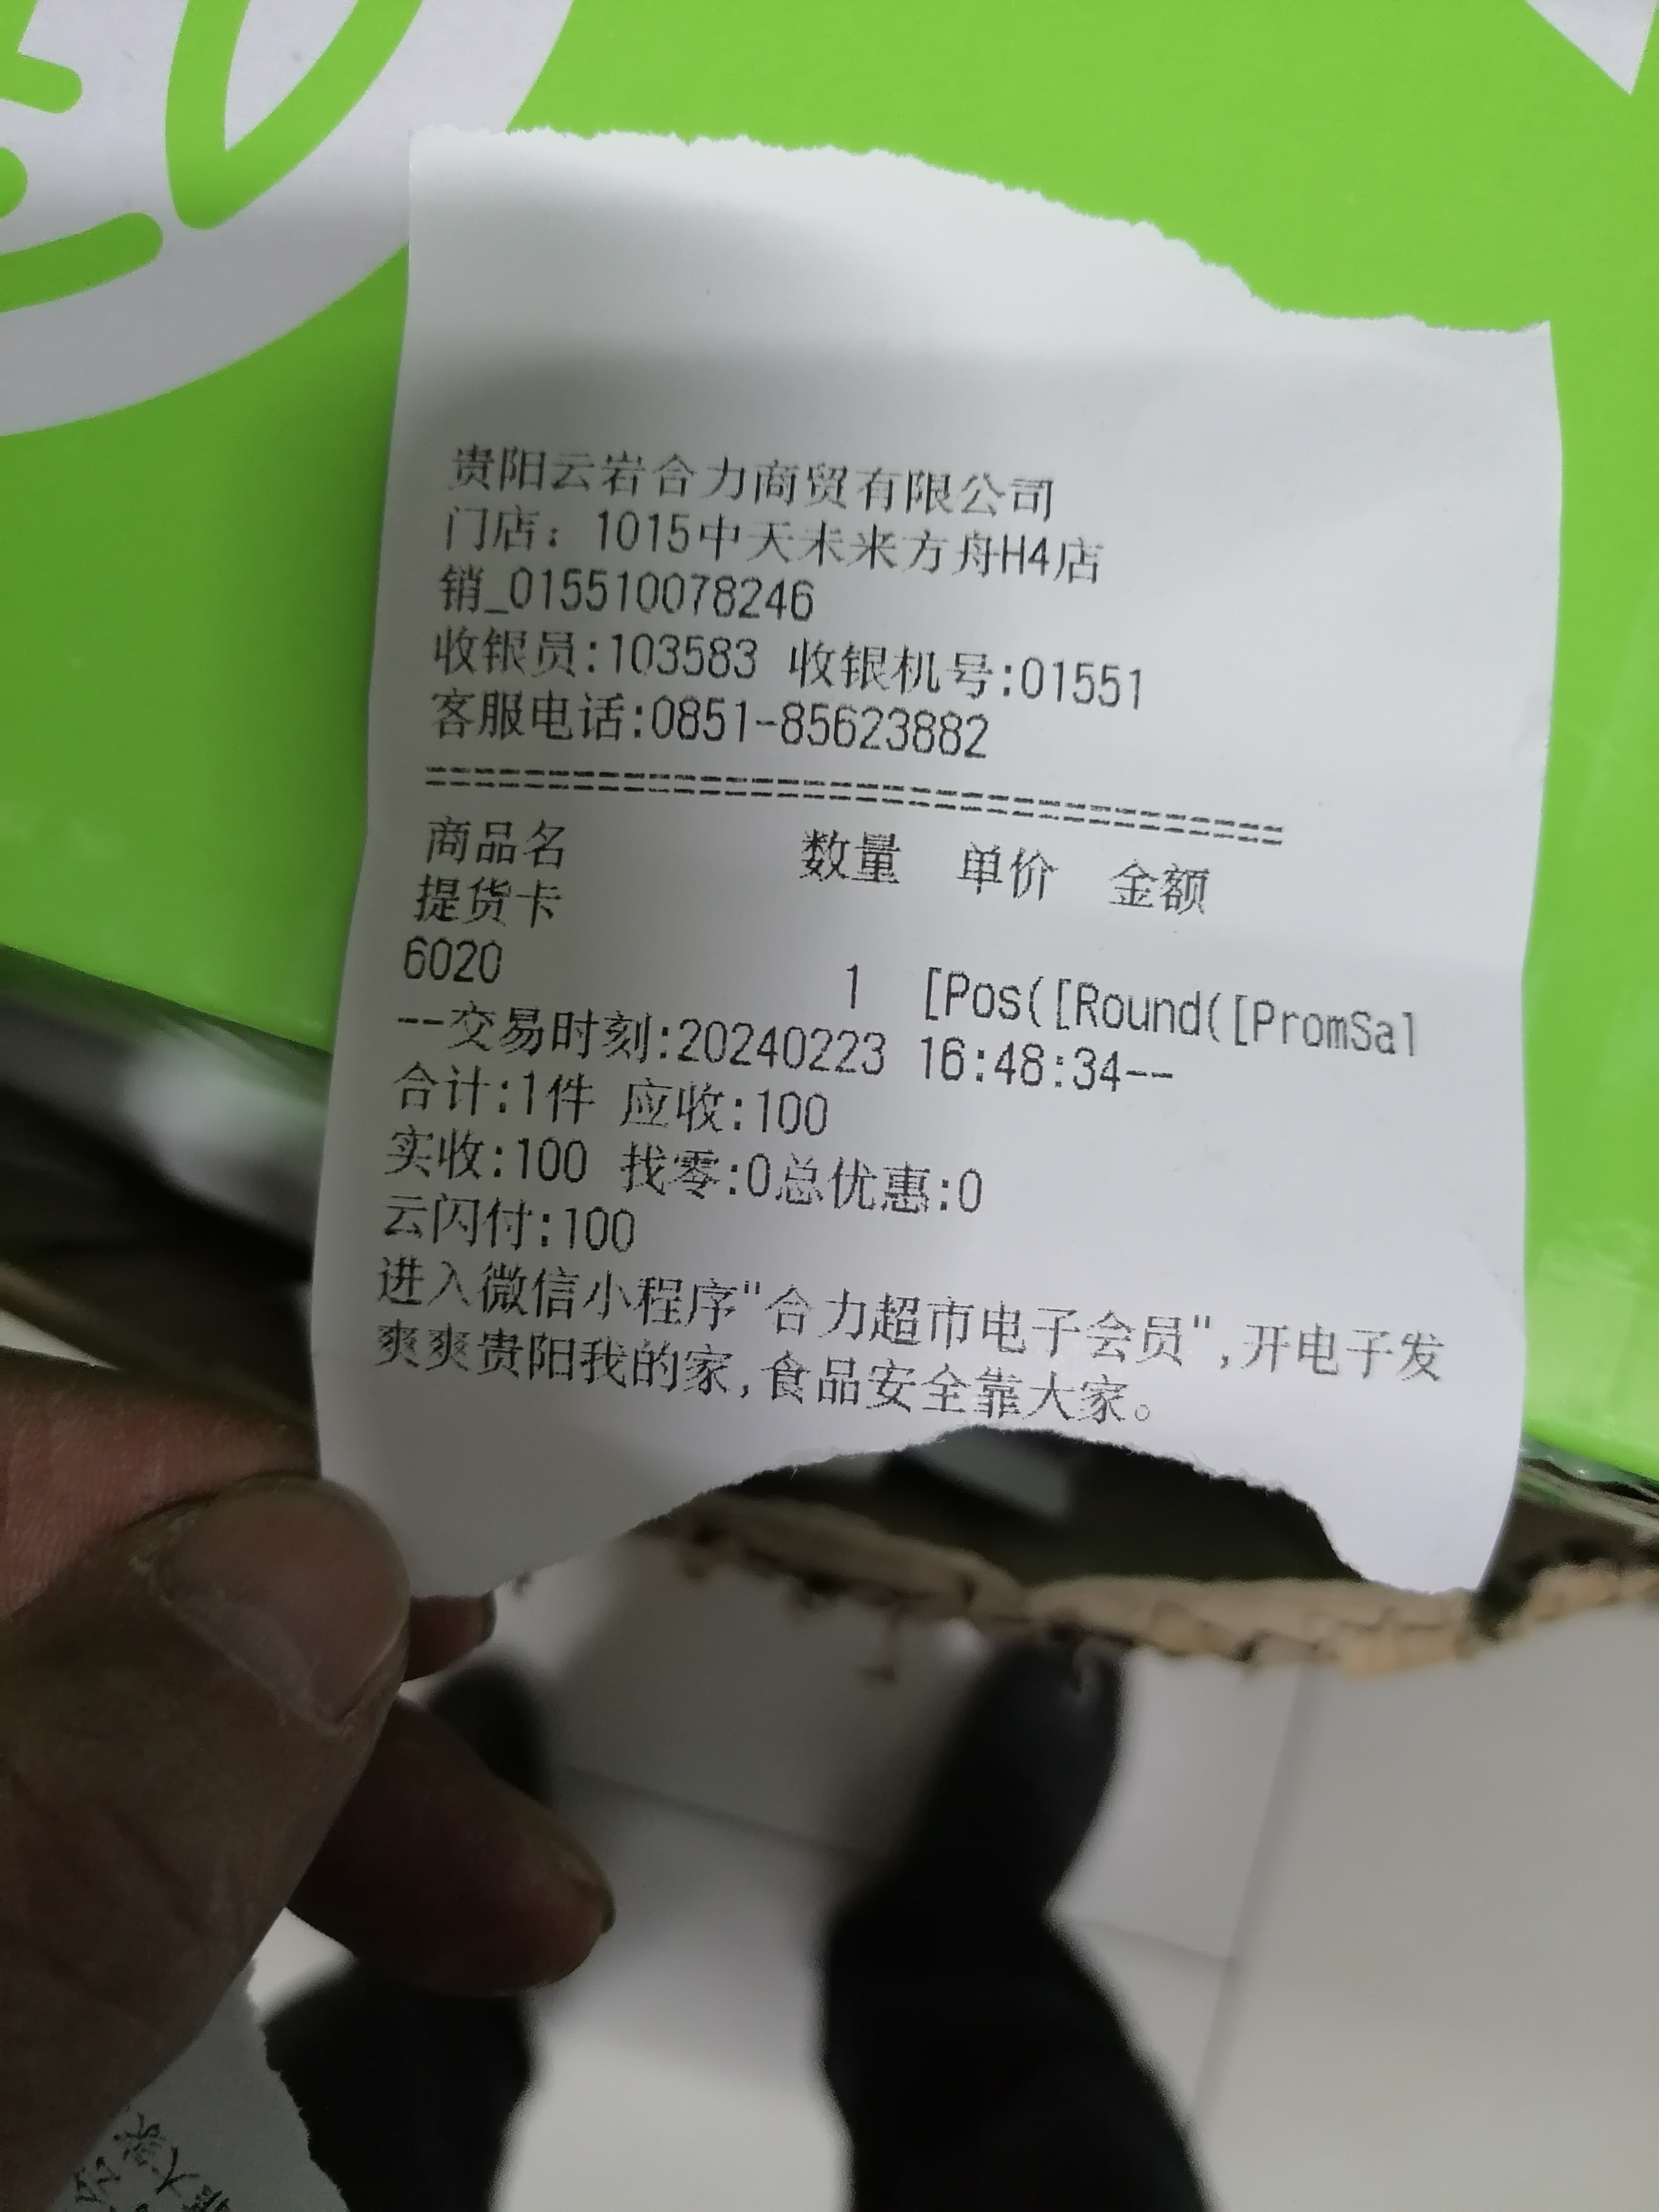 贵阳云岩合力商贸有限公司
门店：1015中天未来方舟H4店
销_015510078246
收银员:103583 收银机号:01551
客服电话:0851-85623882
================================
商品名 数量 单价 金额
提货卡
6020 1 [Pos([Round([PromSal
--交易时刻:20240223 16:48:34--
合计:1件 应收:100
实收:100 找零:0总优惠:0
云闪付:100
进入微信小程序"合力超市电子会员",开电子发
爽爽贵阳我的家,食品安全靠大家。